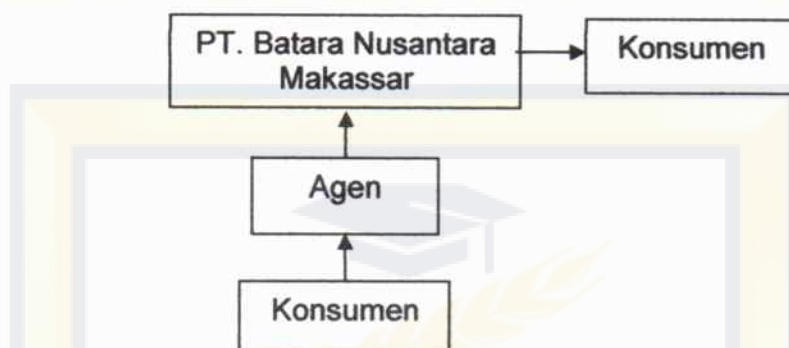 PT. Batara Nusantara
Makassar
Konsumen
Agen
Konsumen